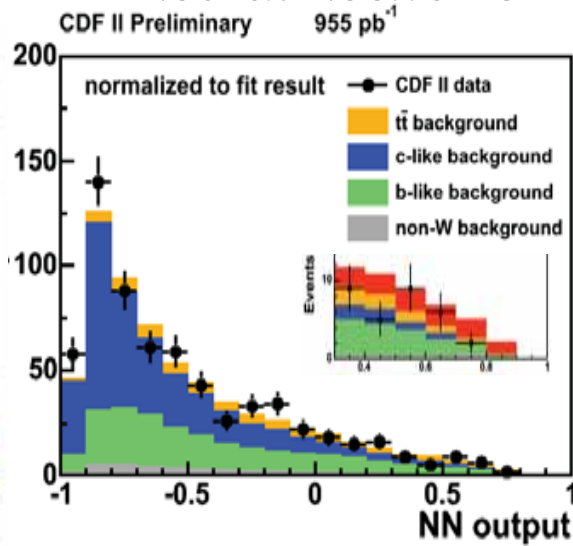 CDF II Preliminary 955 pb-1
200
150
100
50
0
normalized to fit result
CDF II data
tt̄ background
c-like background
b-like background
non-W background
Events
10
0
0.4 0.6 0.8 1
-1 -0.5 0 0.5 1
NN output